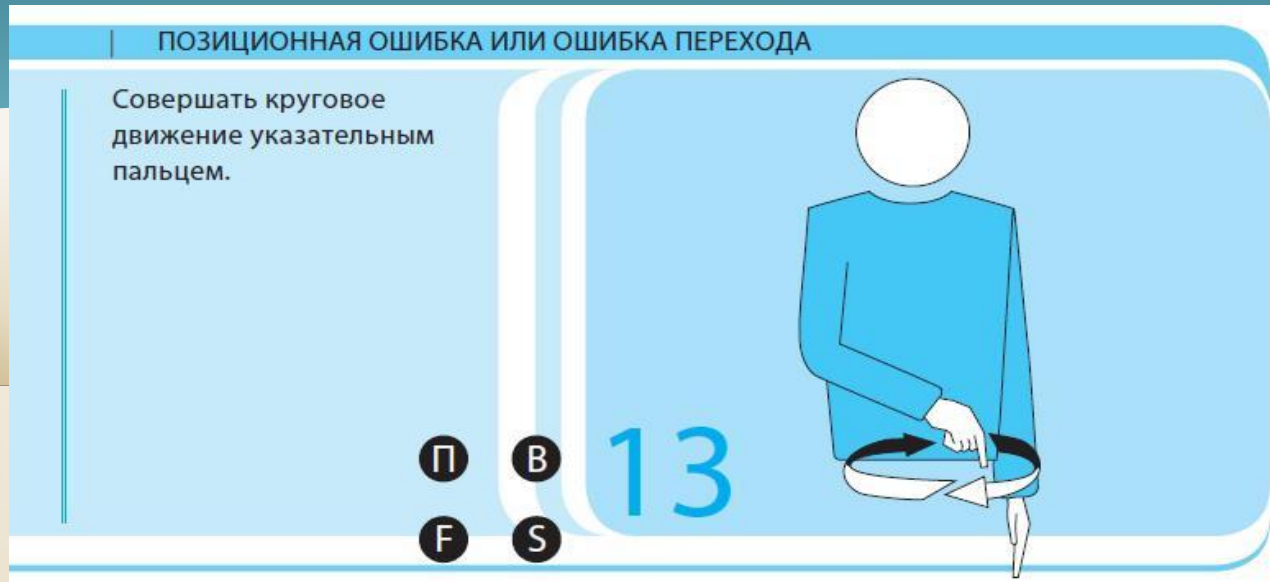 | ПОЗИЦИОННАЯ ОШИБКА ИЛИ ОШИБКА ПЕРЕХОДА
Совершать круговое
движение указательным
пальцем.
П В
13
F S